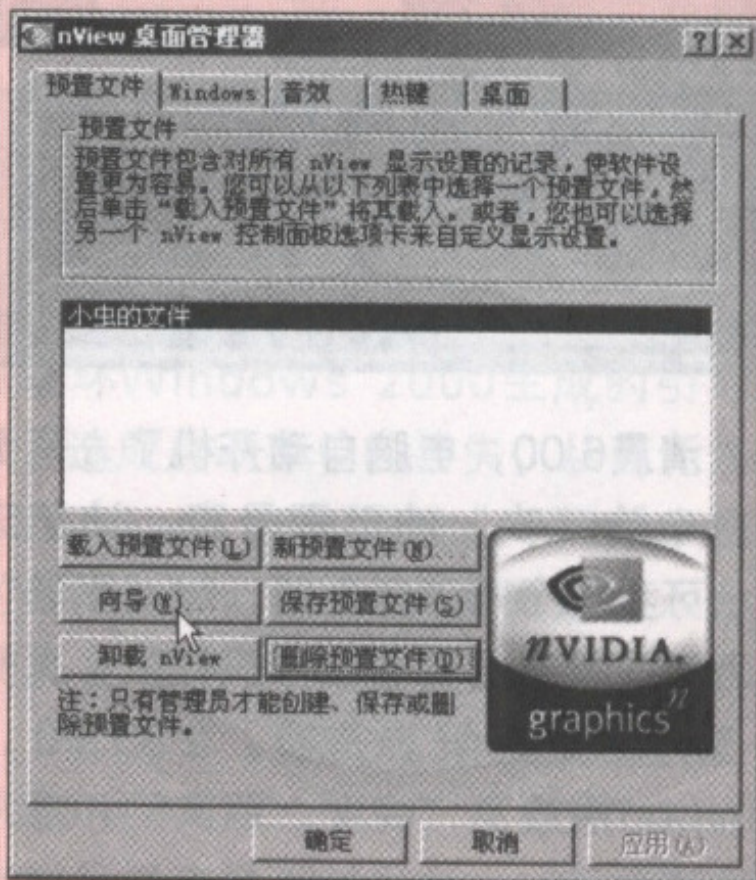 nView 桌面管理器
预置文件 Windows 音效 热键 桌面
预置文件
预置文件包含对所有 nView 显示设置的记录，使软件设
置更为容易。您可以从以下列表中选择一个预置文件，然
后单击“载入预置文件”将其载入。或者，您也可以选择
另一个 nView 控制面板选项卡来自定义显示设置。
小虫的文件
载入预置文件(L) 新预置文件(N)...
向导(W)... 保存预置文件(S)
卸载 nView 删除预置文件(D)
注：只有管理员才能创建、保存或删
除预置文件。
nVIDIA.
graphics n
确定 取消 应用(A)